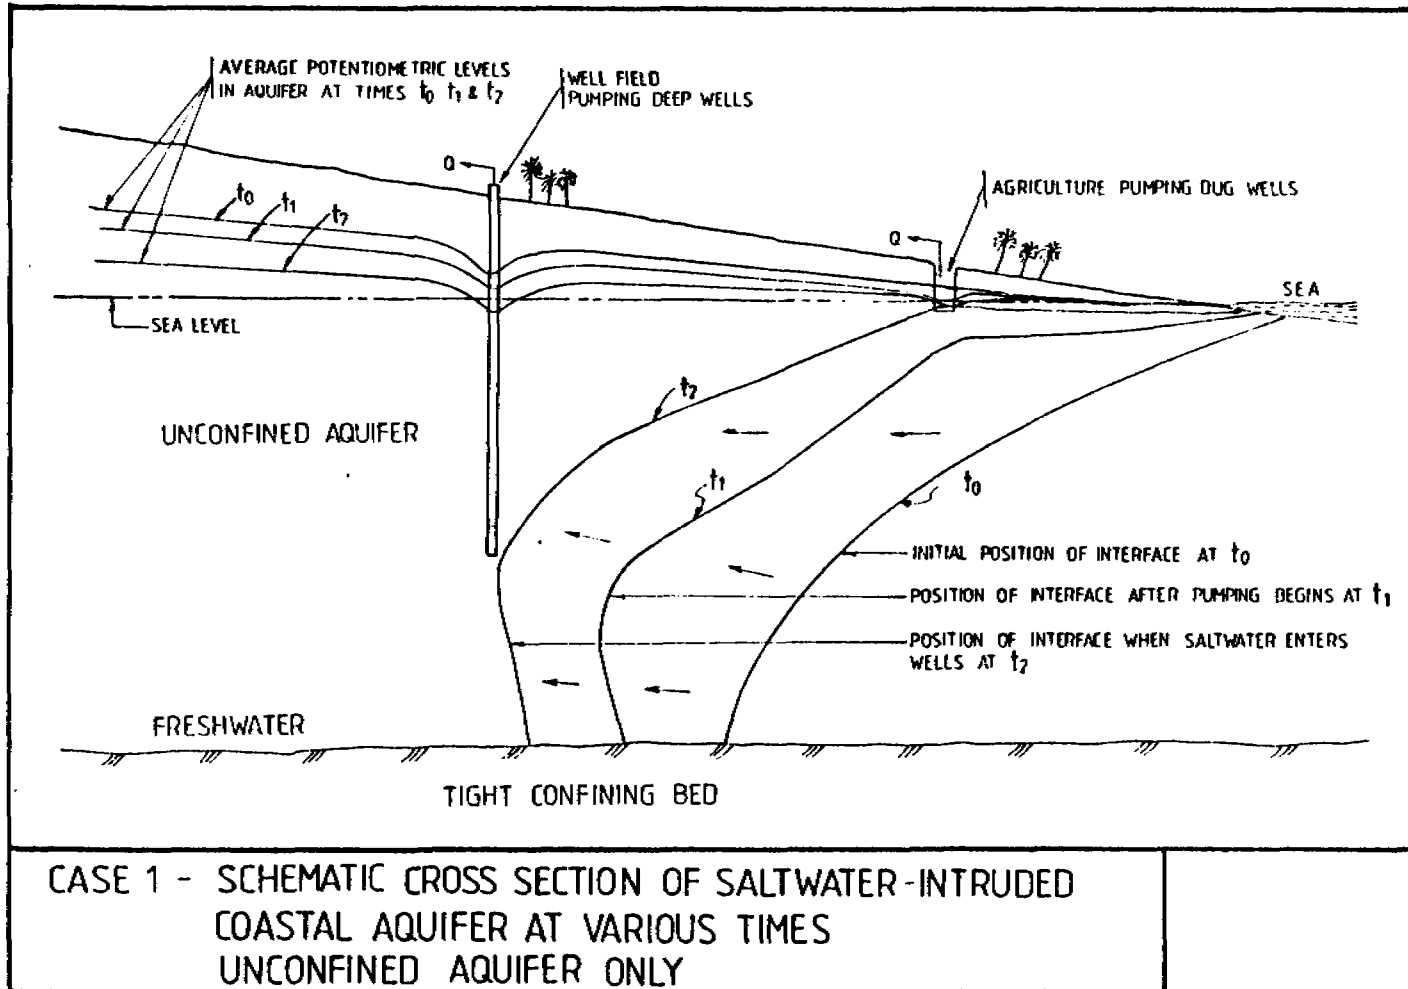 AVERAGE POTENTIOMETRIC LEVELS
IN AQUIFER AT TIMES t0 t1 & t2
WELL FIELD
PUMPING DEEP WELLS
Q
AGRICULTURE PUMPING DUG WELLS
t0
t1
t2
Q
SEA
SEA LEVEL
t2
UNCONFINED AQUIFER
t1
t0
INITIAL POSITION OF INTERFACE AT t0
POSITION OF INTERFACE AFTER PUMPING BEGINS AT t1
POSITION OF INTERFACE WHEN SALTWATER ENTERS
WELLS AT t2
FRESHWATER
TIGHT CONFINING BED
CASE 1 - SCHEMATIC CROSS SECTION OF SALTWATER-INTRUDED
COASTAL AQUIFER AT VARIOUS TIMES
UNCONFINED AQUIFER ONLY